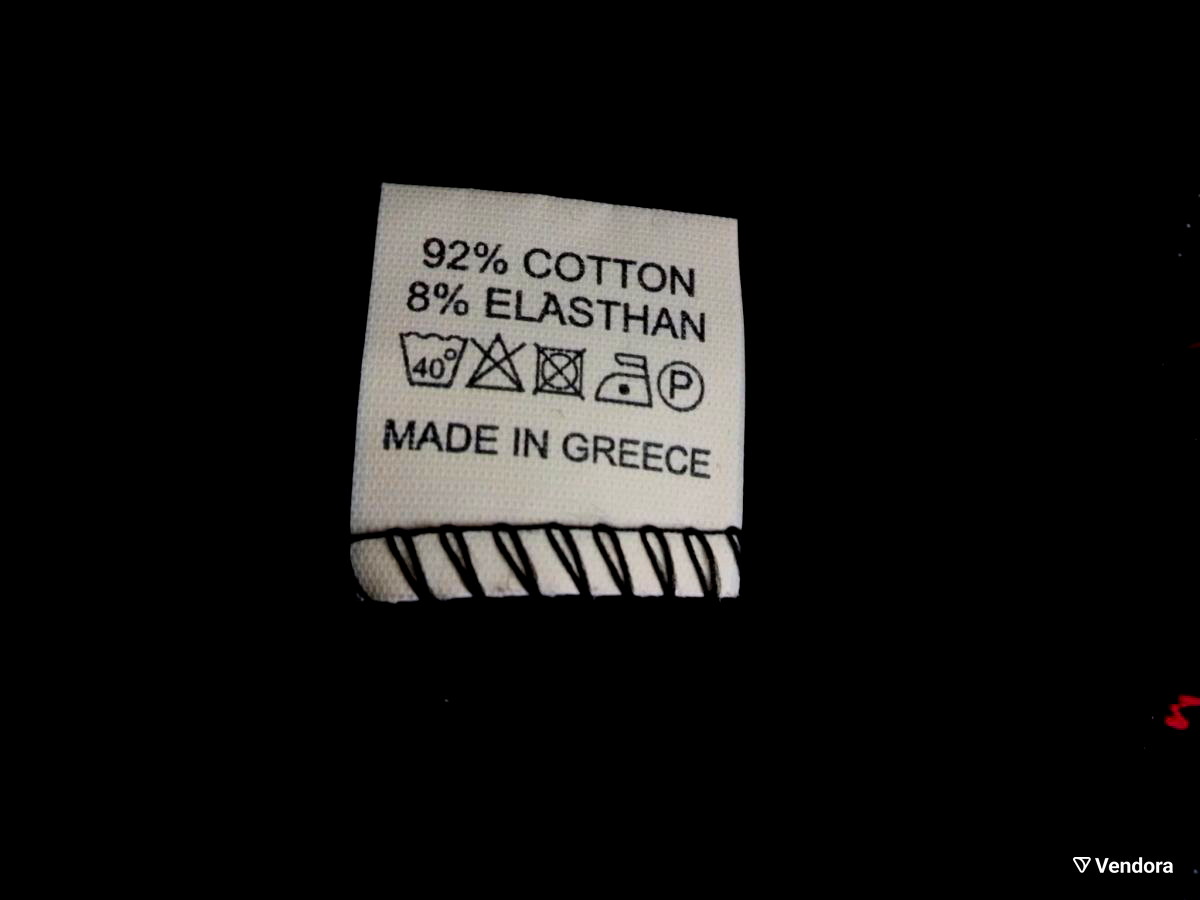 92% COTTON
8% ELASTHAN
40° P
MADE IN GREECE
Vendora